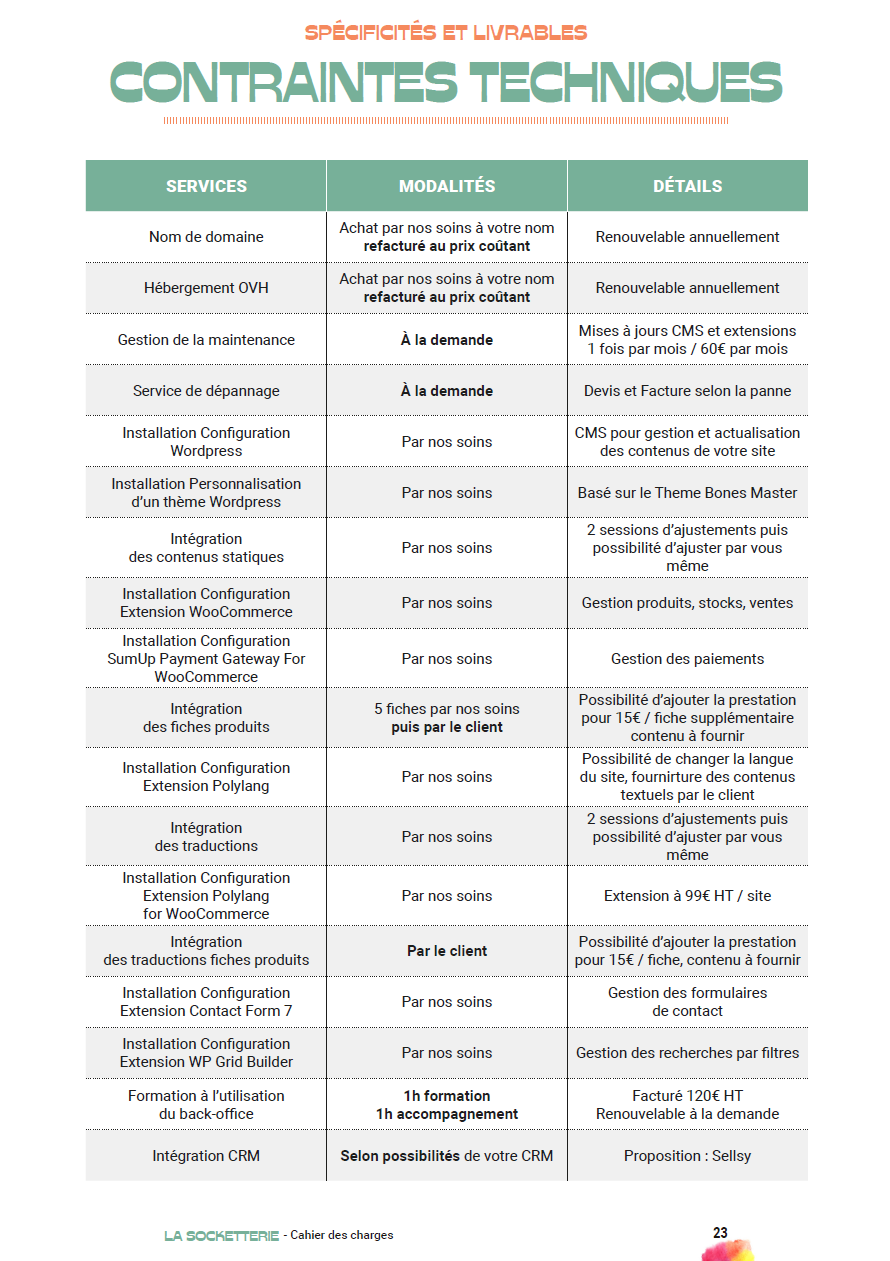 SPÉCIFICITÉS ET LIVRABLES
CONTRAINTES TECHNIQUES
SERVICES
MODALITÉS
DÉTAILS
Nom de domaine
Achat par nos soins à votre nom
refacturé au prix coûtant
Renouvelable annuellement
Hébergement OVH
Achat par nos soins à votre nom
refacturé au prix coûtant
Renouvelable annuellement
Gestion de la maintenance
À la demande
Mises à jours CMS et extensions
1 fois par mois / 60€ par mois
Service de dépannage
À la demande
Devis et Facture selon la panne
Installation Configuration
Wordpress
Par nos soins
CMS pour gestion et actualisation
des contenus de votre site
Installation Personnalisation
d'un thème Wordpress
Par nos soins
Basé sur le Theme Bones Master
Intégration
des contenus statiques
Par nos soins
2 sessions d'ajustements puis
possibilité d'ajuster par vous
même
Installation Configuration
Extension WooCommerce
Par nos soins
Gestion produits, stocks, ventes
Installation Configuration
SumUp Payment Gateway For
WooCommerce
Par nos soins
Gestion des paiements
Intégration
des fiches produits
5 fiches par nos soins
puis par le client
Possibilité d'ajouter la prestation
pour 15€ / fiche supplémentaire
contenu à fournir
Installation Configuration
Extension Polylang
Par nos soins
Possibilité de changer la langue
du site, fournirture des contenus
textuels par le client
Intégration
des traductions
Par nos soins
2 sessions d'ajustements puis
possibilité d'ajuster par vous
même
Installation Configuration
Extension Polylang
for WooCommerce
Par nos soins
Extension à 99€ HT / site
Intégration
des traductions fiches produits
Par le client
Possibilité d'ajouter la prestation
pour 15€ / fiche, contenu à fournir
Installation Configuration
Extension Contact Form 7
Par nos soins
Gestion des formulaires
de contact
Installation Configuration
Extension WP Grid Builder
Par nos soins
Gestion des recherches par filtres
Formation à l'utilisation
du back-office
1h formation
1h accompagnement
Facturé 120€ HT
Renouvelable à la demande
Intégration CRM
Selon possibilités de votre CRM
Proposition : Sellsy
LA SOCKETTERIE - Cahier des charges
23